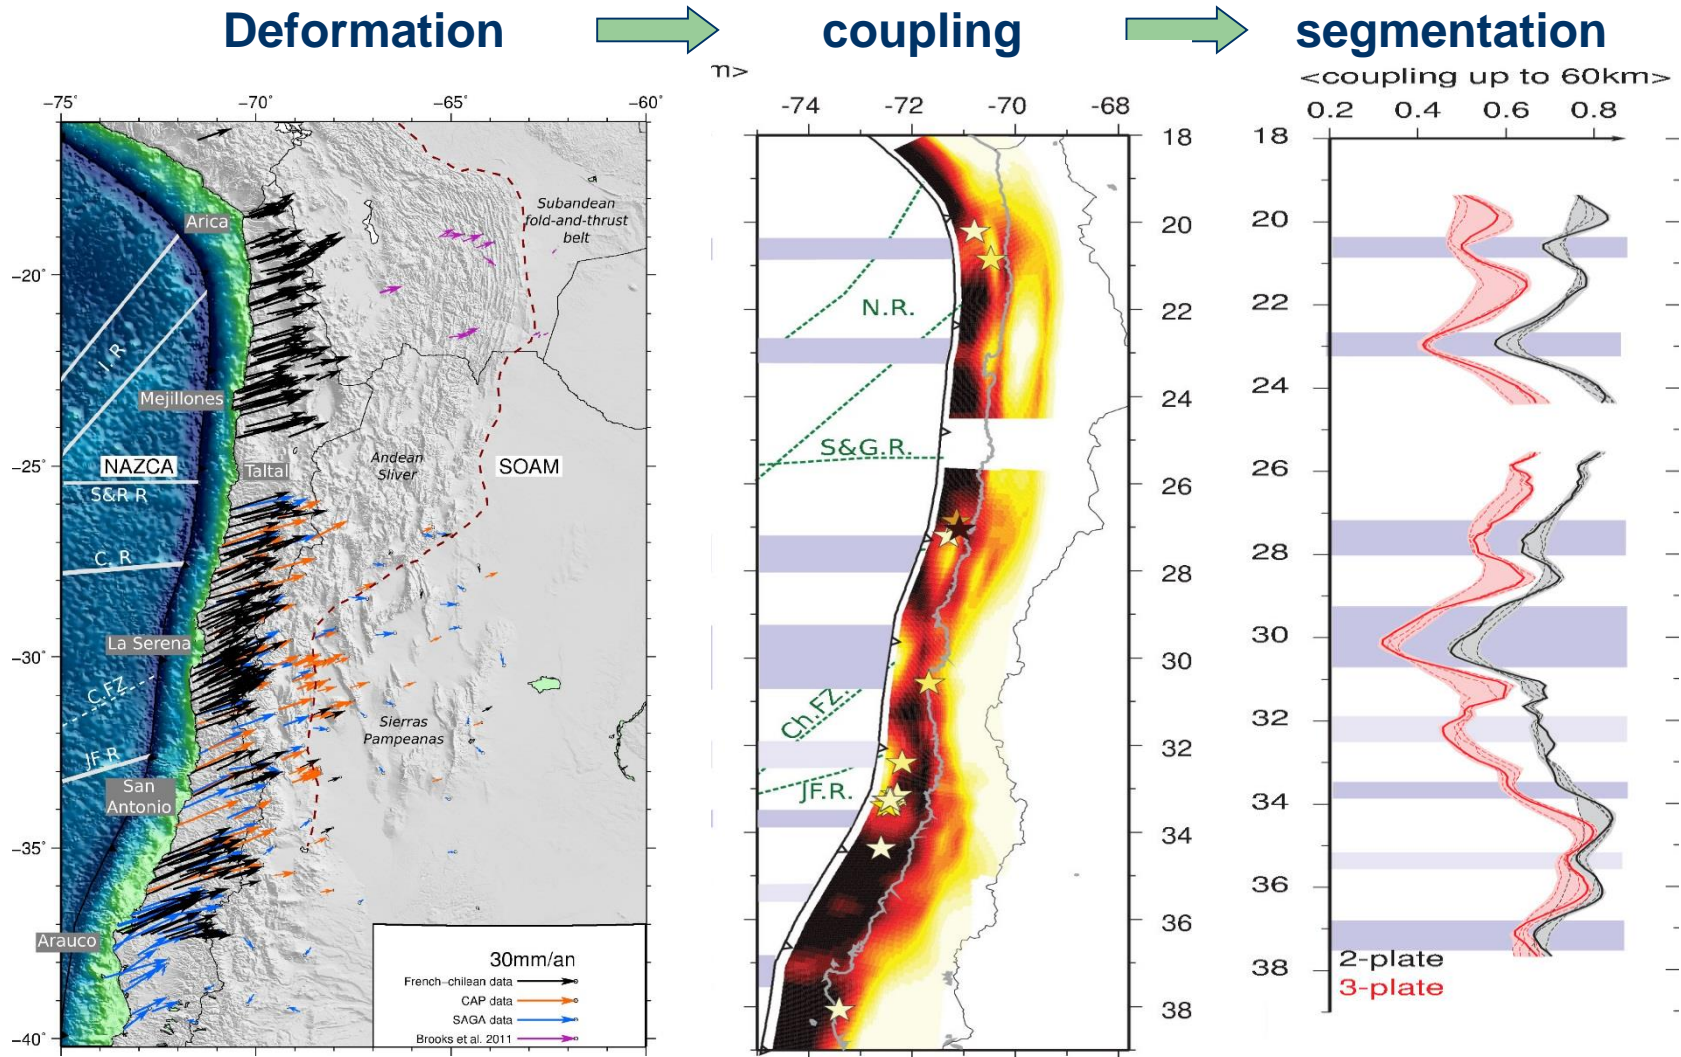 Deformation
coupling
segmentation
m>
<coupling up to 60km>
-75° -70° -65° -60°
-74 -72 -70 -68
0.2 0.4 0.6 0.8
18
18
Arica
Subandean
fold-and-thrust
belt
−20°
20
20
J. R
N.R.
22
22
Mejillones
24
24
NAZCA
Taltal
Andean
Sliver
SOAM
−25°
S&R R
S&G.R.
26
26
C. R
28
28
La Serena
−30°
30
30
C.FZ
Ch.FZ.
Sierras
Pampeanas
32
32
JF R
JF.R.
San
Antonio
34
34
−35°
36
36
Arauco
30mm/an
French-chilean data
CAP data
SAGA data
Brooks et al. 2011
38
38
2-plate
3-plate
−40°